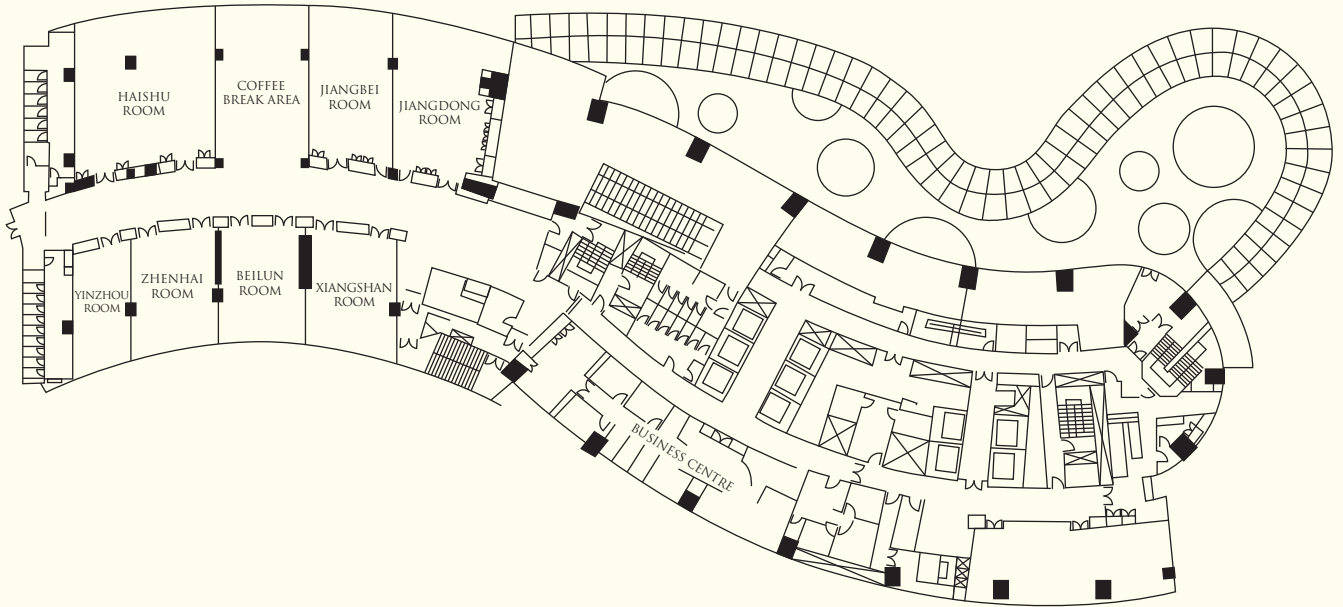 HAISHU
ROOM
COFFEE
BREAK AREA
JIANGBEI
ROOM
JIANGDONG
ROOM
YINZHOU
ROOM
ZHENHAI
ROOM
BEILUN
ROOM
XIANGSHAN
ROOM
BUSINESS CENTRE